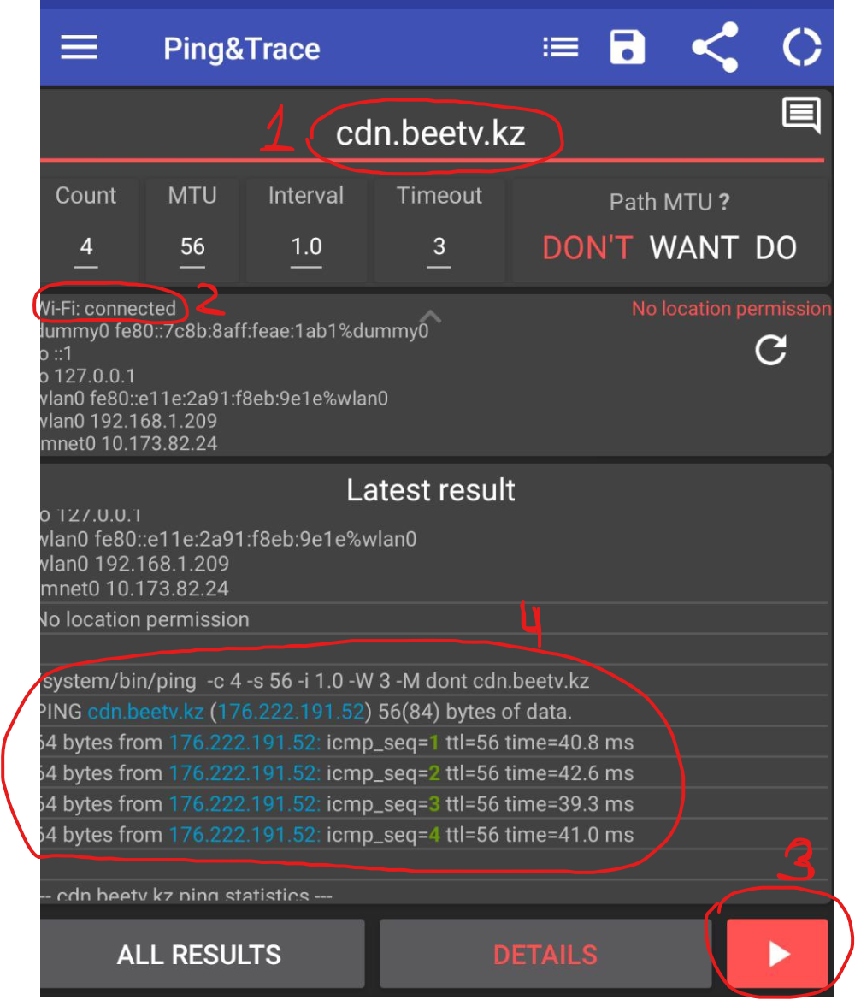 Ping&Trace
1 cdn.beetv.kz
Count MTU Interval Timeout Path MTU ?
4 56 1.0 3 DON'T WANT DO
Wi-Fi: connected 2 No location permission
dummy0 fe80::7c8b:8aff:feae:1ab1%dummy0
o ::1
o 127.0.0.1
wlan0 fe80::e11e:2a91:f8eb:9e1e%wlan0
wlan0 192.168.1.209
mnet0 10.173.82.24
Latest result
o 127.0.0.1
wlan0 fe80::e11e:2a91:f8eb:9e1e%wlan0
wlan0 192.168.1.209
mnet0 10.173.82.24
No location permission
4
system/bin/ping -c 4 -s 56 -i 1.0 -W 3 -M dont cdn.beetv.kz
PING cdn.beetv.kz (176.222.191.52) 56(84) bytes of data.
64 bytes from 176.222.191.52: icmp_seq=1 ttl=56 time=40.8 ms
64 bytes from 176.222.191.52: icmp_seq=2 ttl=56 time=42.6 ms
64 bytes from 176.222.191.52: icmp_seq=3 ttl=56 time=39.3 ms
64 bytes from 176.222.191.52: icmp_seq=4 ttl=56 time=41.0 ms
3
-- cdn.beetv.kz ping statistics ---
ALL RESULTS DETAILS